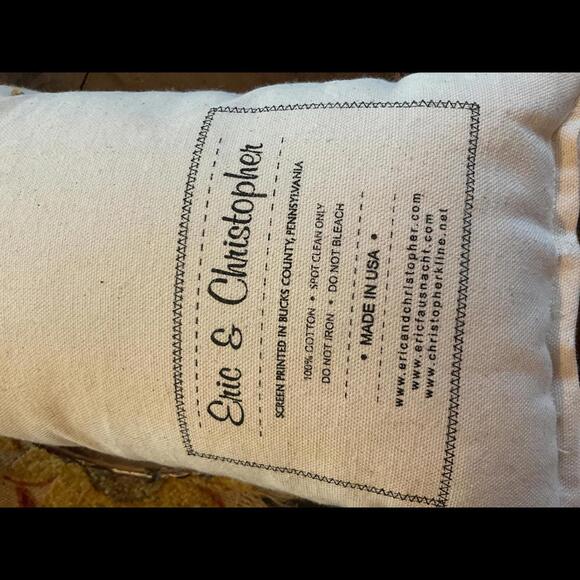 Eric & Christopher
SCREEN PRINTED IN BUCKS COUNTY, PENNSYLVANIA
100% COTTON • SPOT CLEAN ONLY
DO NOT IRON • DO NOT BLEACH
• MADE IN USA •
www.ericandchristopher.com
www.ericfausnacht.com
www.christopherkline.net